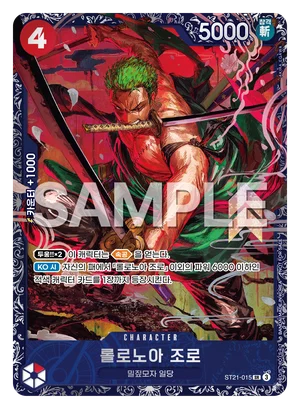 4
5000
참격
斬
카운터 +1000
SAMPLE
두웅!!×2 이 캐릭터는 속공 을 얻는다.
KO 시 자신의 패에서 「롤로노아 조로」 이외의 파워 6000 이하인
적색 캐릭터 카드를 1장까지 등장시킨다.
CHARACTER
롤로노아 조로
밀짚모자 일당
ST21-015